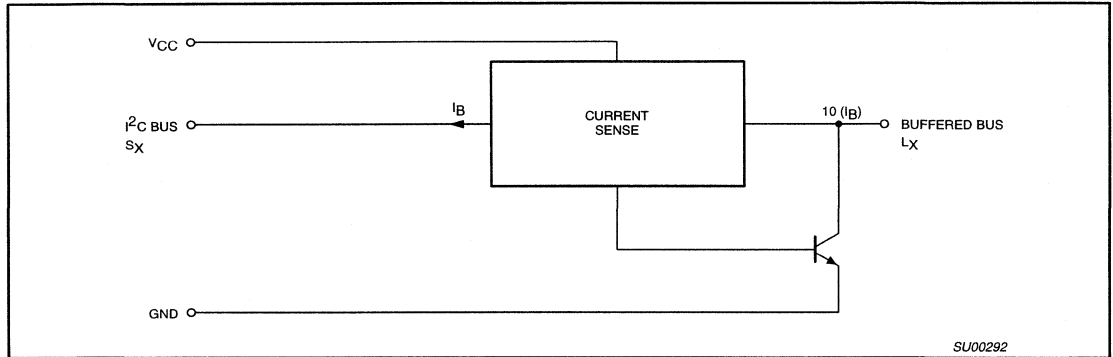 VCC
I2C BUS
SX
IB
CURRENT
SENSE
10 (IB)
BUFFERED BUS
LX
GND
SU00292